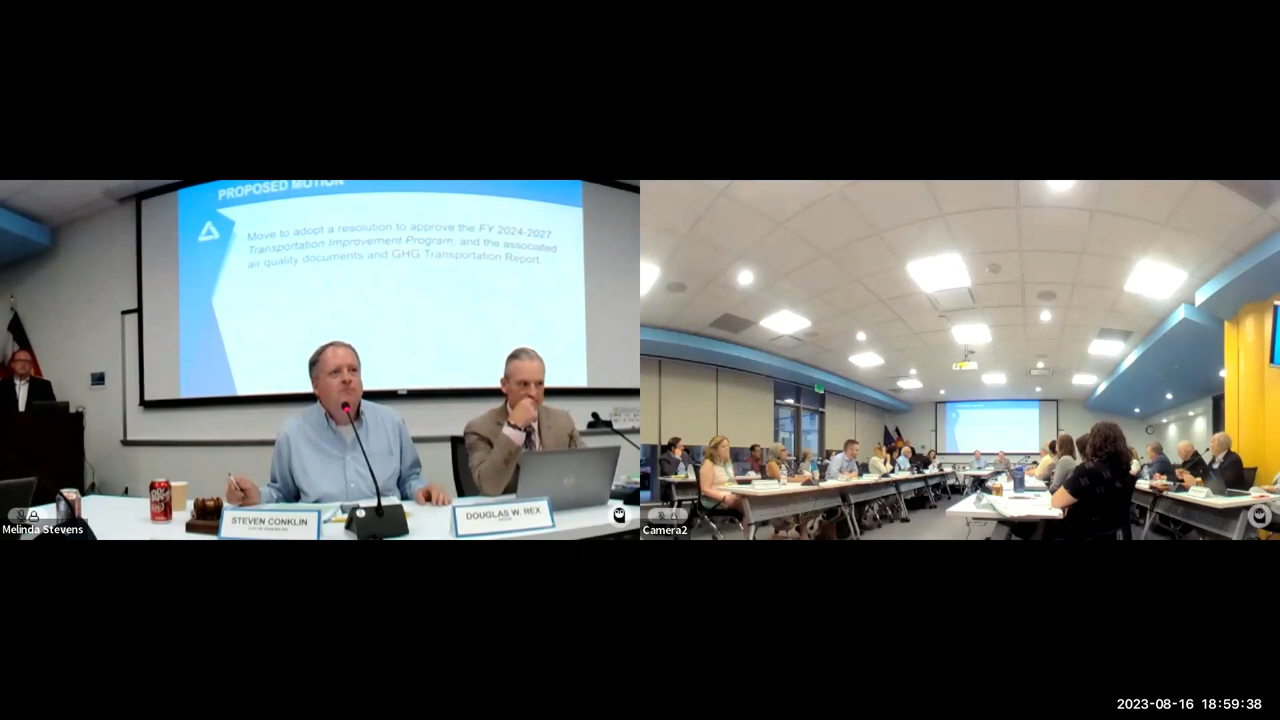 PROPOSED MOTION
Move to adopt a resolution to approve the FY 2024-2027
Transportation Improvement Program, and the associated
air quality documents and GHG Transportation Report
STEVEN CONKLIN
DOUGLAS W. REX
Melinda Stevens
Camera2
2023-08-16 18:59:38